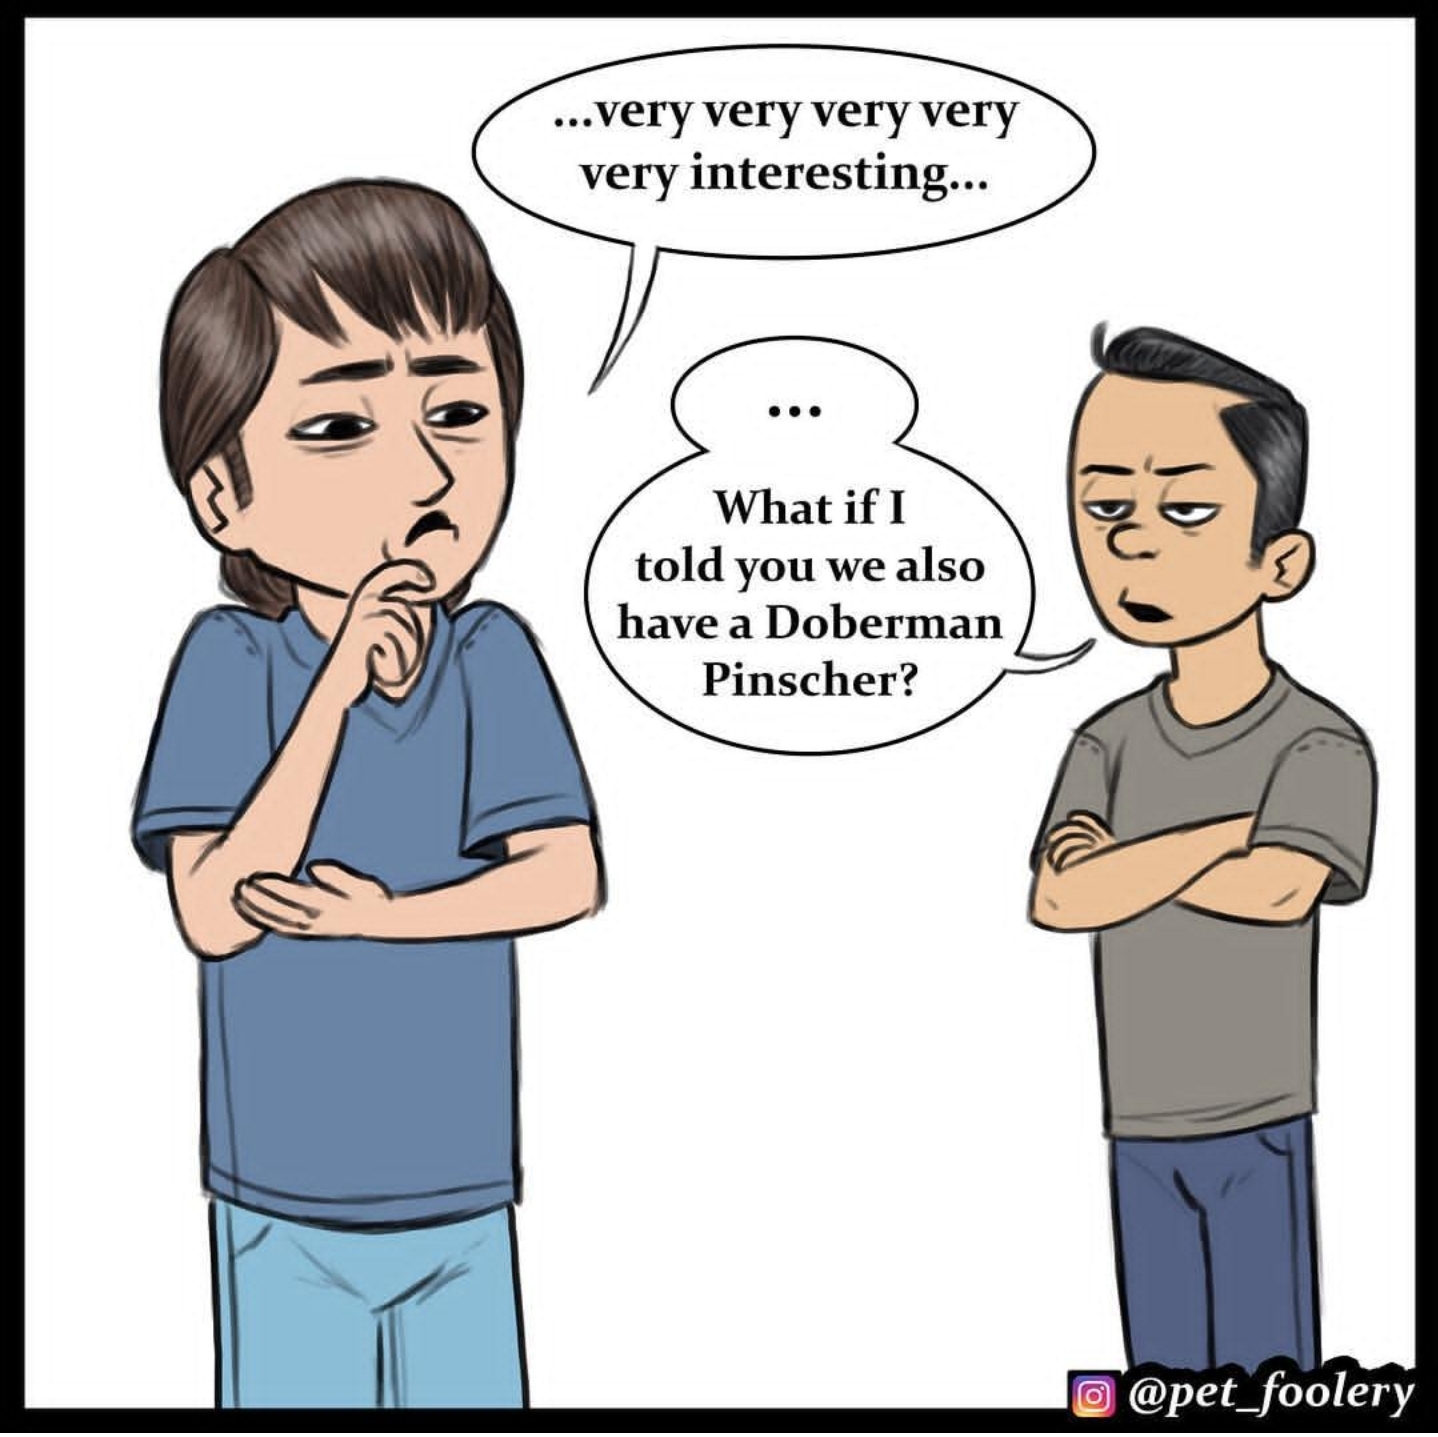 ...very very very very
very interesting...
...
What if I
told you we also
have a Doberman
Pinscher?
@pet_foolery